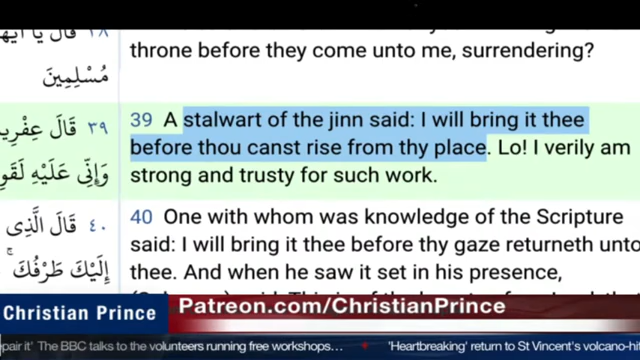 ٣٨ قَالَ يَا أَيُّهَا
throne before they come unto me, surrendering?
مُسْلِمِينَ
39 A stalwart of the jinn said: I will bring it thee
٣٩ قَالَ عِفْرِي
before thou canst rise from thy place. Lo! I verily am
وَإِنِّي عَلَيْهِ لَقَوِ
strong and trusty for such work.
40 One with whom was knowledge of the Scripture
٤٠ قَالَ الَّذِي
said: I will bring it thee before thy gaze returneth unto
إِلَيْكَ طَرْفُكَ ۚ
thee. And when he saw it set in his presence,
Christian Prince
Patreon.com/ChristianPrince
epair it' The BBC talks to the volunteers running free workshops... 'Heartbreaking' return to St Vincent's volcano-hi